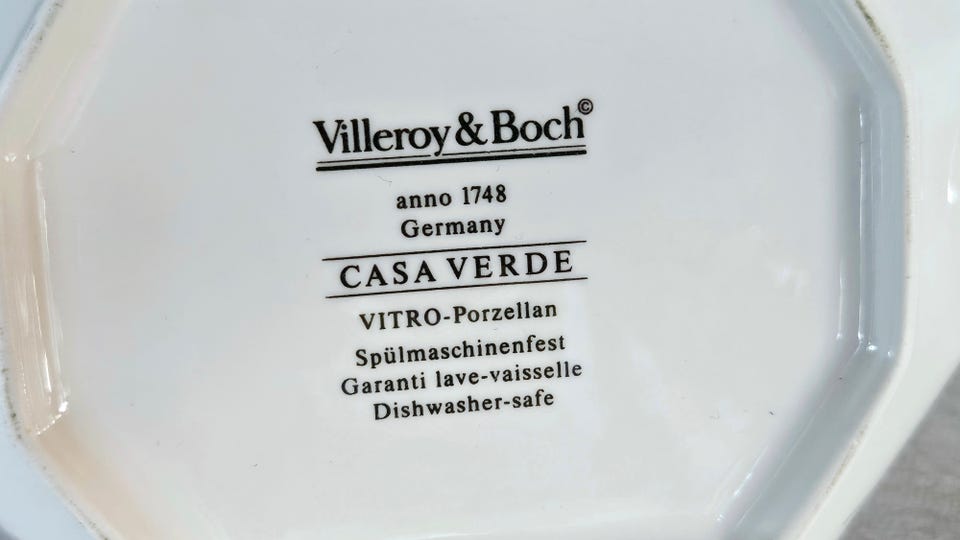 Villeroy & Boch©
anno 1748
Germany
CASA VERDE
VITRO-Porzellan
Spülmaschinenfest
Garanti lave-vaisselle
Dishwasher-safe